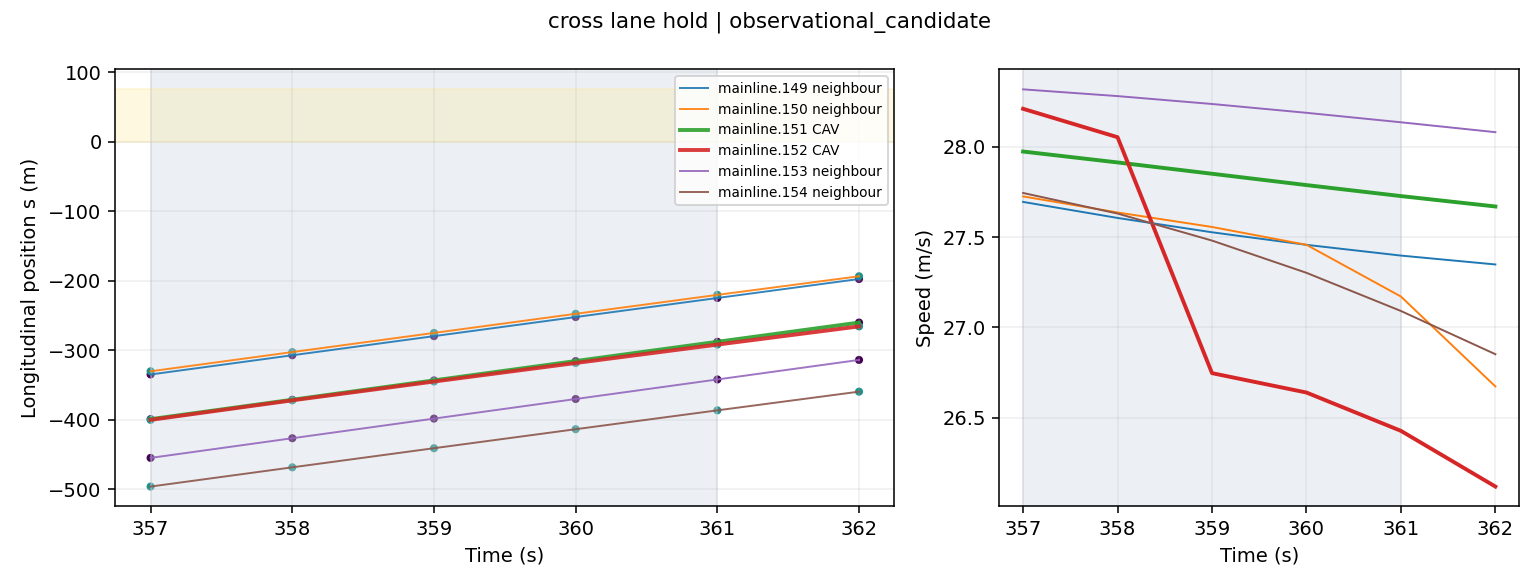 cross lane hold | observational_candidate
Longitudinal position s (m)
100
0
−100
−200
−300
−400
−500
mainline.149 neighbour
mainline.150 neighbour
mainline.151 CAV
mainline.152 CAV
mainline.153 neighbour
mainline.154 neighbour
357 358 359 360 361 362
Time (s)
Speed (m/s)
28.0
27.5
27.0
26.5
357 358 359 360 361 362
Time (s)